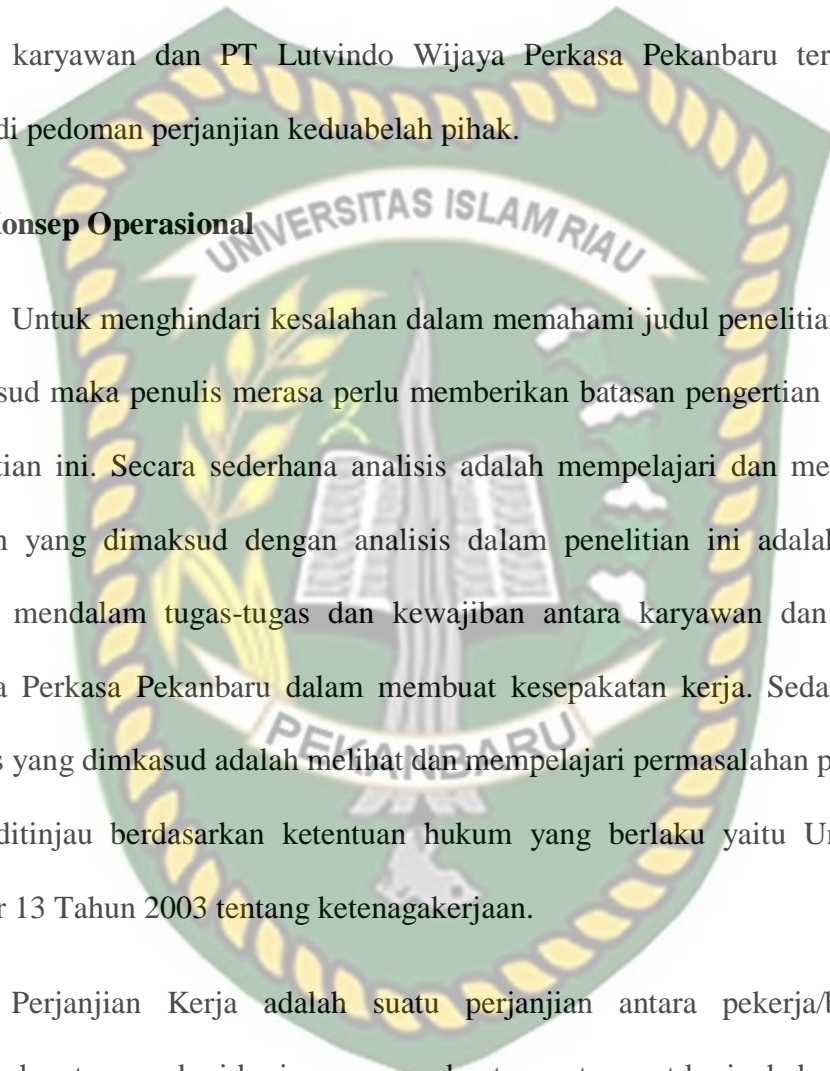 karyawan dan PT Lutvindo Wijaya Perkasa Pekanbaru ter
di pedoman perjanjian keduabelah pihak.
onsep Operasional
UNIVERSITAS ISLAM RIAU
Untuk menghindari kesalahan dalam memahami judul penelitian
sud maka penulis merasa perlu memberikan batasan pengertian
tian ini. Secara sederhana analisis adalah mempelajari dan me
yang dimaksud dengan analisis dalam penelitian ini adalah
mendalam tugas-tugas dan kewajiban antara karyawan dan
a Perkasa Pekanbaru dalam membuat kesepakatan kerja. Seda
PEKANBARU
s yang dimkasud adalah melihat dan mempelajari permasalahan p
ditinjau berdasarkan ketentuan hukum yang berlaku yaitu Un
r 13 Tahun 2003 tentang ketenagakerjaan.
Perjanjian Kerja adalah suatu perjanjian antara pekerja/b